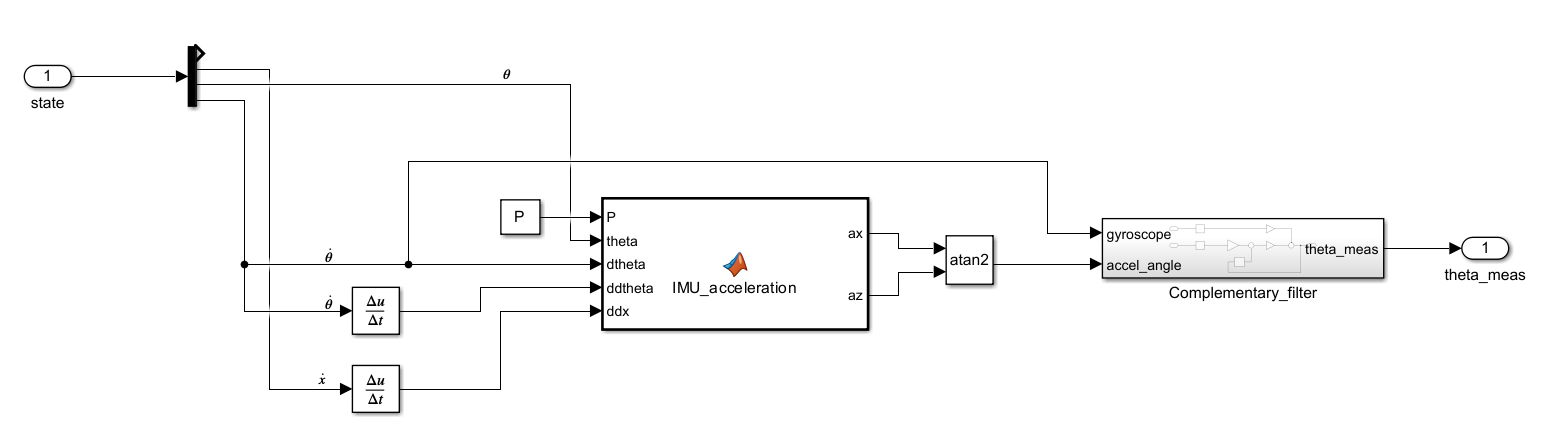 1
state
θ
P
P
theta
dtheta
ddtheta
ddx
ax
az
IMU_acceleration
atan2
gyroscope
accel_angle
theta_meas
Complementary_filter
1
theta_meas
θ̇
θ̇
Δu
Δt
ẋ
Δu
Δt